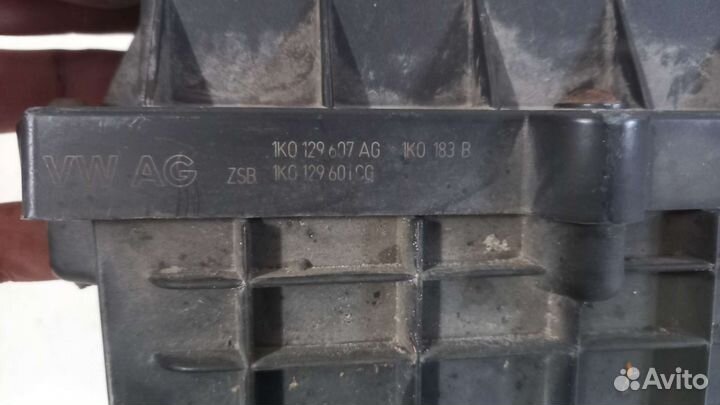 1K0 129 607 AG 1K0 183 B
VW AG ZSB 1K0 129 601 CQ
Avito